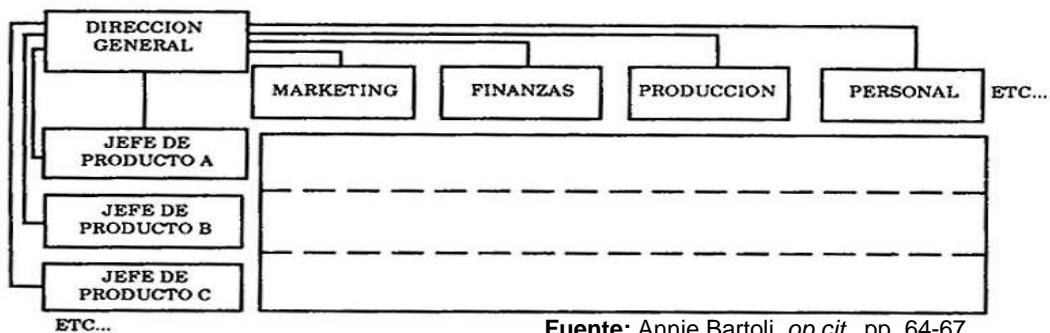 DIRECCION
GENERAL
MARKETING
FINANZAS
PRODUCCION
PERSONAL
ETC...
JEFE DE
PRODUCTO A
JEFE DE
PRODUCTO B
JEFE DE
PRODUCTO C
ETC...
Fuente: Annie Bartoli, op.cit., pp. 64-67